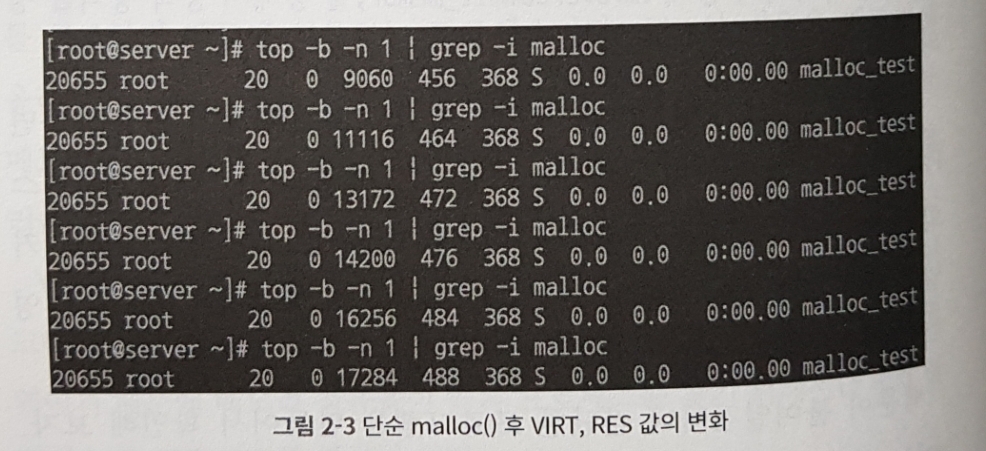 [root@server ~]# top -b -n 1 | grep -i malloc
20655 root 20 0 9060 456 368 S 0.0 0.0 0:00.00 malloc_test
[root@server ~]# top -b -n 1 | grep -i malloc
20655 root 20 0 11116 464 368 S 0.0 0.0 0:00.00 malloc_test
[root@server ~]# top -b -n 1 | grep -i malloc
20655 root 20 0 13172 472 368 S 0.0 0.0 0:00.00 malloc_test
[root@server ~]# top -b -n 1 | grep -i malloc
20655 root 20 0 14200 476 368 S 0.0 0.0 0:00.00 malloc_test
[root@server ~]# top -b -n 1 | grep -i malloc
20655 root 20 0 16256 484 368 S 0.0 0.0 0:00.00 malloc_test
[root@server ~]# top -b -n 1 | grep -i malloc
20655 root 20 0 17284 488 368 S 0.0 0.0 0:00.00 malloc_test
그림 2-3 단순 malloc() 후 VIRT, RES 값의 변화